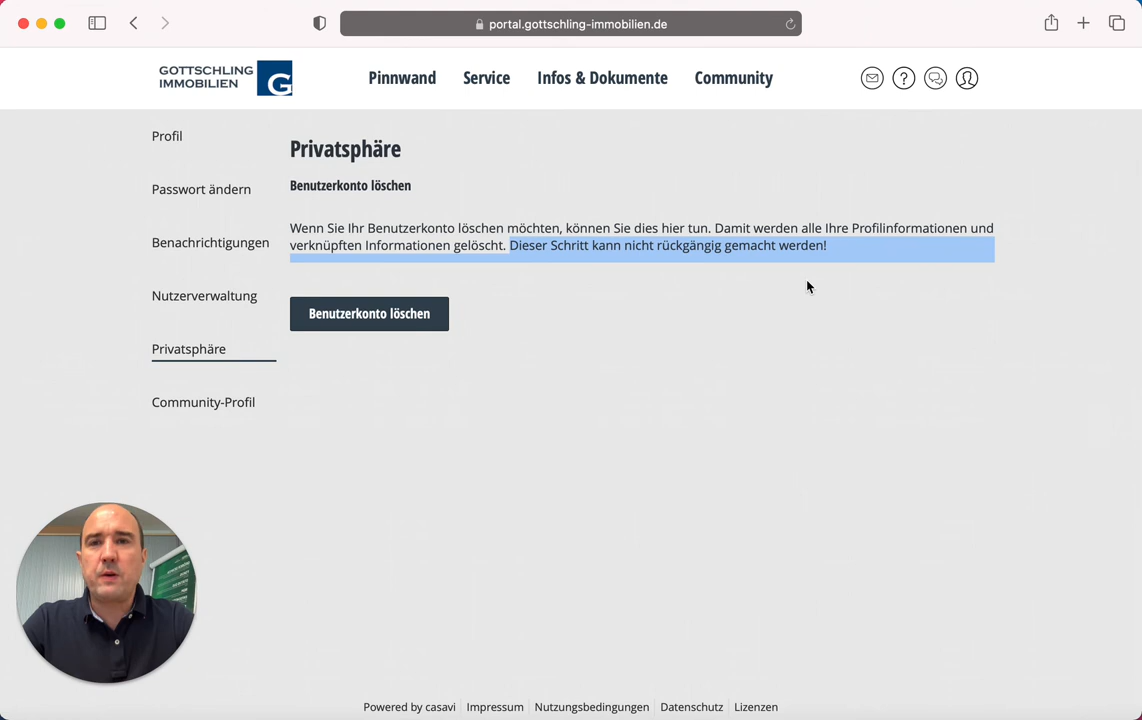 portal.gottschling-immobilien.de
GOTTSCHLING
IMMOBILIEN
G
Pinnwand
Service
Infos & Dokumente
Community
?
Profil
Passwort ändern
Benachrichtigungen
Nutzerverwaltung
Privatsphäre
Community-Profil
Privatsphäre
Benutzerkonto löschen
Wenn Sie Ihr Benutzerkonto löschen möchten, können Sie dies hier tun. Damit werden alle Ihre Profilinformationen und
verknüpften Informationen gelöscht. Dieser Schritt kann nicht rückgängig gemacht werden!
Benutzerkonto löschen
Powered by casavi
Impressum
Nutzungsbedingungen
Datenschutz
Lizenzen